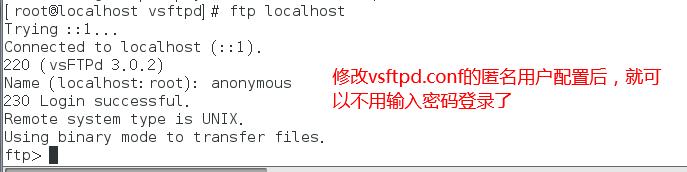 [root@localhost vsftpd]# ftp localhost
Trying ::1...
Connected to localhost (::1).
220 (vsFTPd 3.0.2)
Name (localhost:root): anonymous
230 Login successful.
Remote system type is UNIX.
Using binary mode to transfer files.
ftp>
修改vsftpd.conf的匿名用户配置后，就可
以不用输入密码登录了